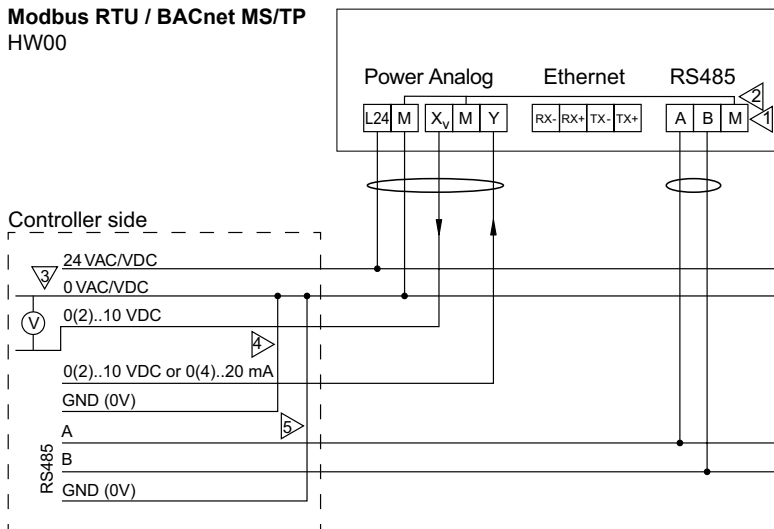 Modbus RTU / BACnet MS/TP
HW00
Power Analog Ethernet RS485
2
L24 M Xv M Y RX- RX+ TX- TX+ A B M 1
Controller side
24 VAC/VDC
3
0 VAC/VDC
V
0(2)..10 VDC
4
0(2)..10 VDC or 0(4)..20 mA
GND (0V)
5
A
RS485
B
GND (0V)